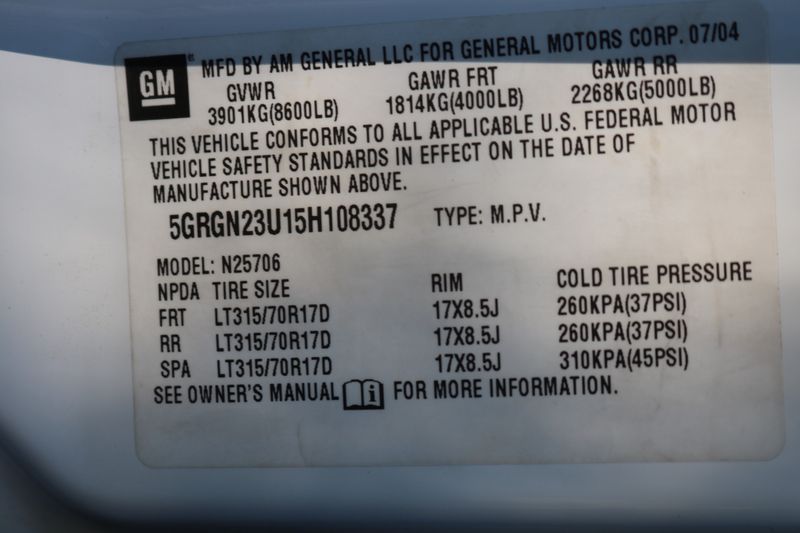 GM MFD BY AM GENERAL LLC FOR GENERAL MOTORS CORP. 07/04
GVWR GAWR FRT GAWR RR
3901KG(8600LB) 1814KG(4000LB) 2268KG(5000LB)
THIS VEHICLE CONFORMS TO ALL APPLICABLE U.S. FEDERAL MOTOR
VEHICLE SAFETY STANDARDS IN EFFECT ON THE DATE OF
MANUFACTURE SHOWN ABOVE.
5GRGN23U15H108337 TYPE: M.P.V.
MODEL: N25706
NPDA TIRE SIZE RIM COLD TIRE PRESSURE
FRT LT315/70R17D 17X8.5J 260KPA(37PSI)
RR LT315/70R17D 17X8.5J 260KPA(37PSI)
SPA LT315/70R17D 17X8.5J 310KPA(45PSI)
SEE OWNER'S MANUAL i FOR MORE INFORMATION.